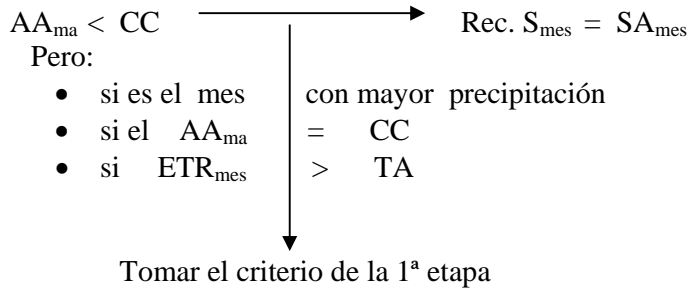 AAma < CC Rec. Smes = SAmes
Pero:
• si es el mes con mayor precipitación
• si el AAma = CC
• si ETRmes > TA
Tomar el criterio de la 1ª etapa